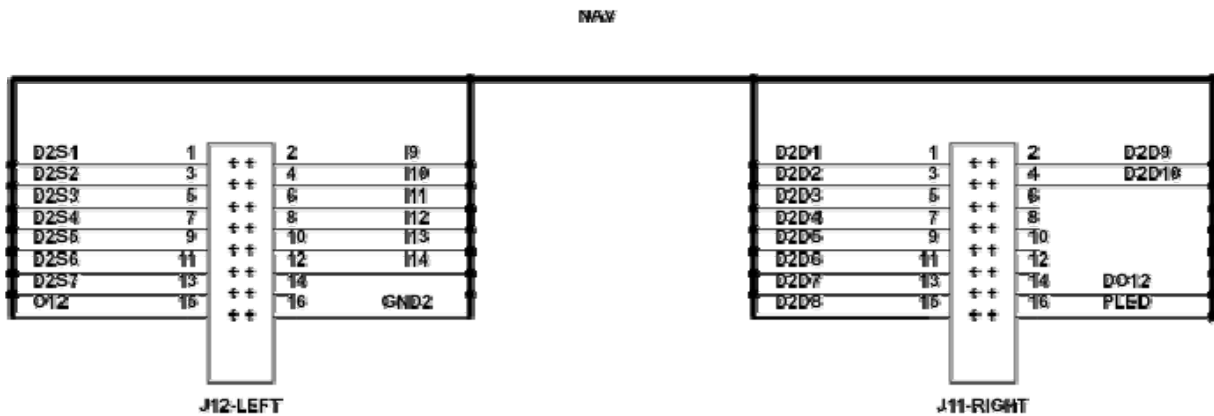 NAV
D2S1 1 2 I9 D2D1 1 2 D2D9
D2S2 3 4 I10 D2D2 3 4 D2D10
D2S3 5 6 I11 D2D3 5 6
D2S4 7 8 I12 D2D4 7 8
D2S5 9 10 I13 D2D5 9 10
D2S6 11 12 I14 D2D6 11 12
D2S7 13 14 D2D7 13 14 DO12
O12 15 16 GND2 D2D8 15 16 PLED
J12-LEFT J11-RIGHT